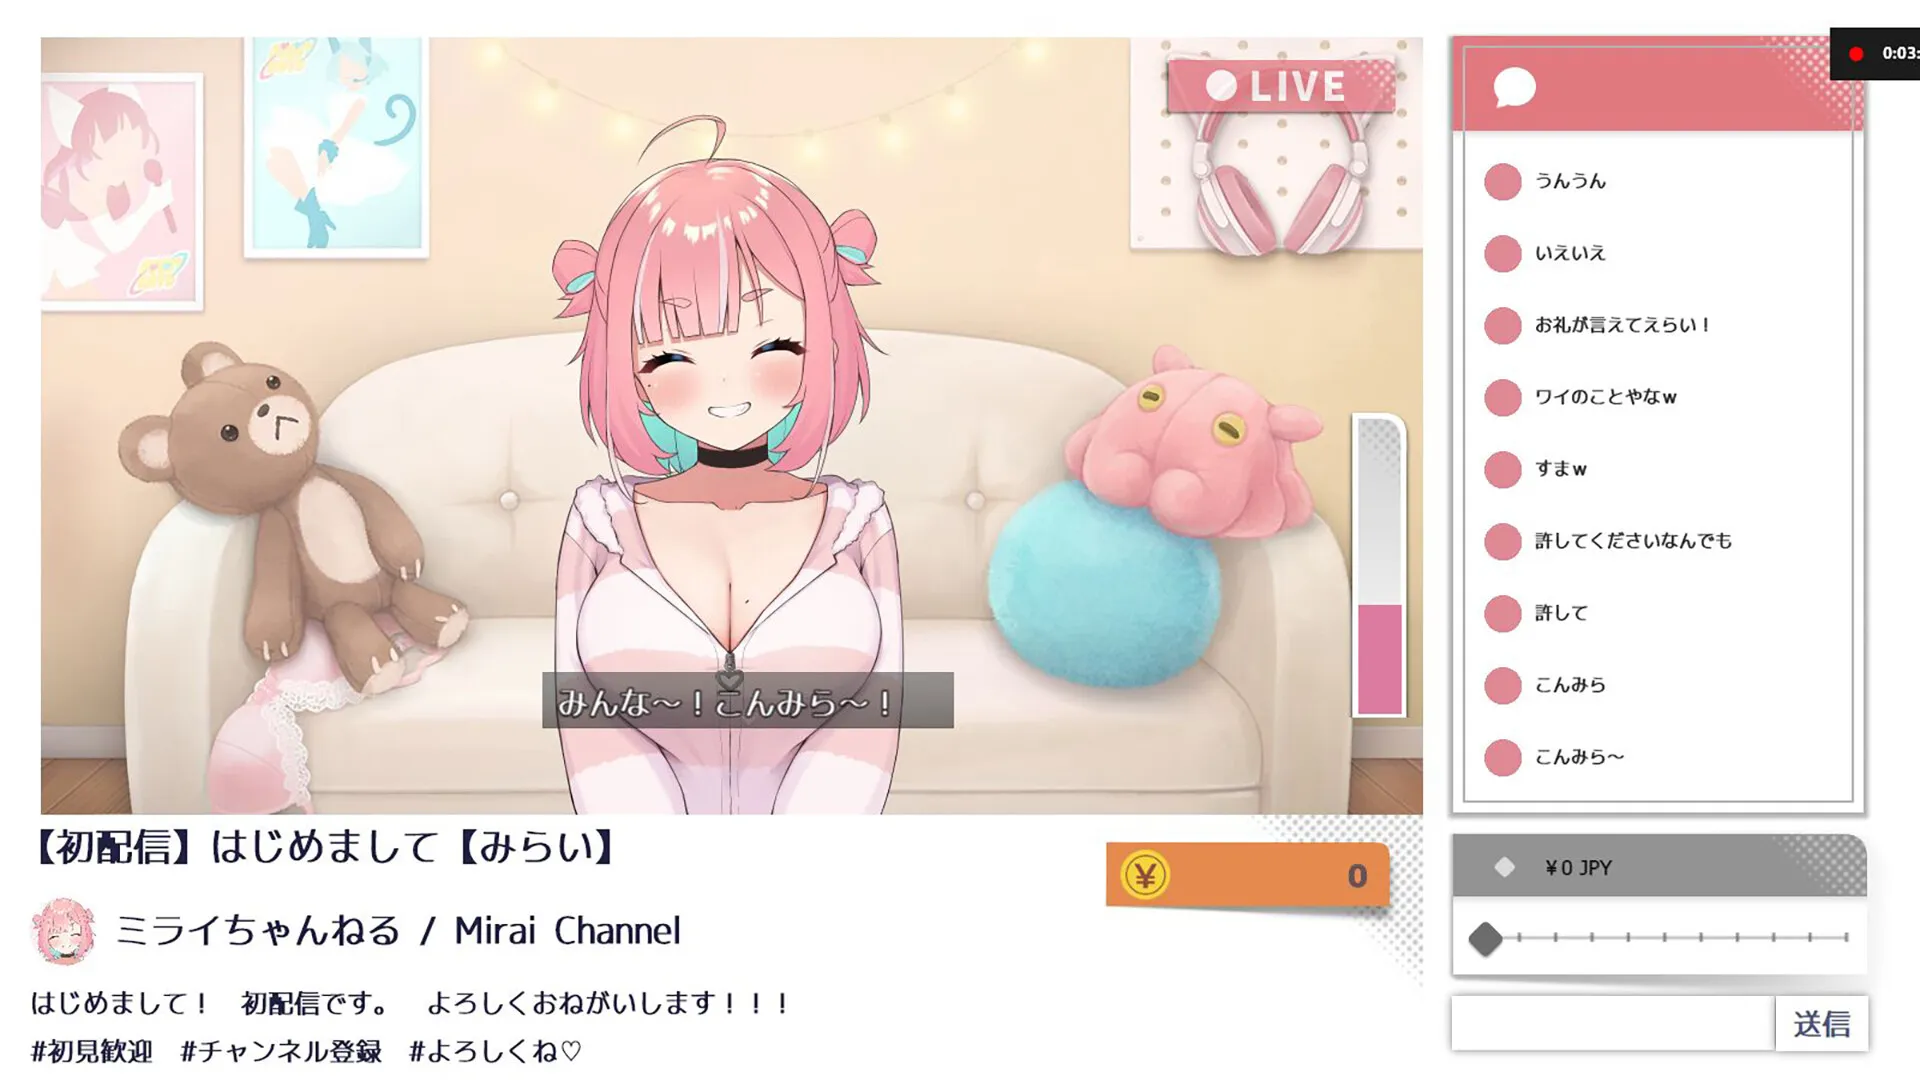 LIVE
みんな～！こんみら～！
【初配信】はじめまして【みらい】
ミライちゃんねる / Mirai Channel
はじめまして！　初配信です。　よろしくおねがいします！！！
#初見歓迎　#チャンネル登録　#よろしくね♡
¥ 0
0:03:
うんうん
いえいえ
お礼が言えてえらい！
ワイのことやなw
すまw
許してくださいなんでも
許して
こんみら
こんみら～
¥0 JPY
送信